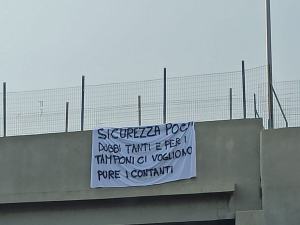 SICUREZZA POCA
DUBBI TANTI E PER I
TAMPONI CI VOGLIONO
PURE I CONTANTI